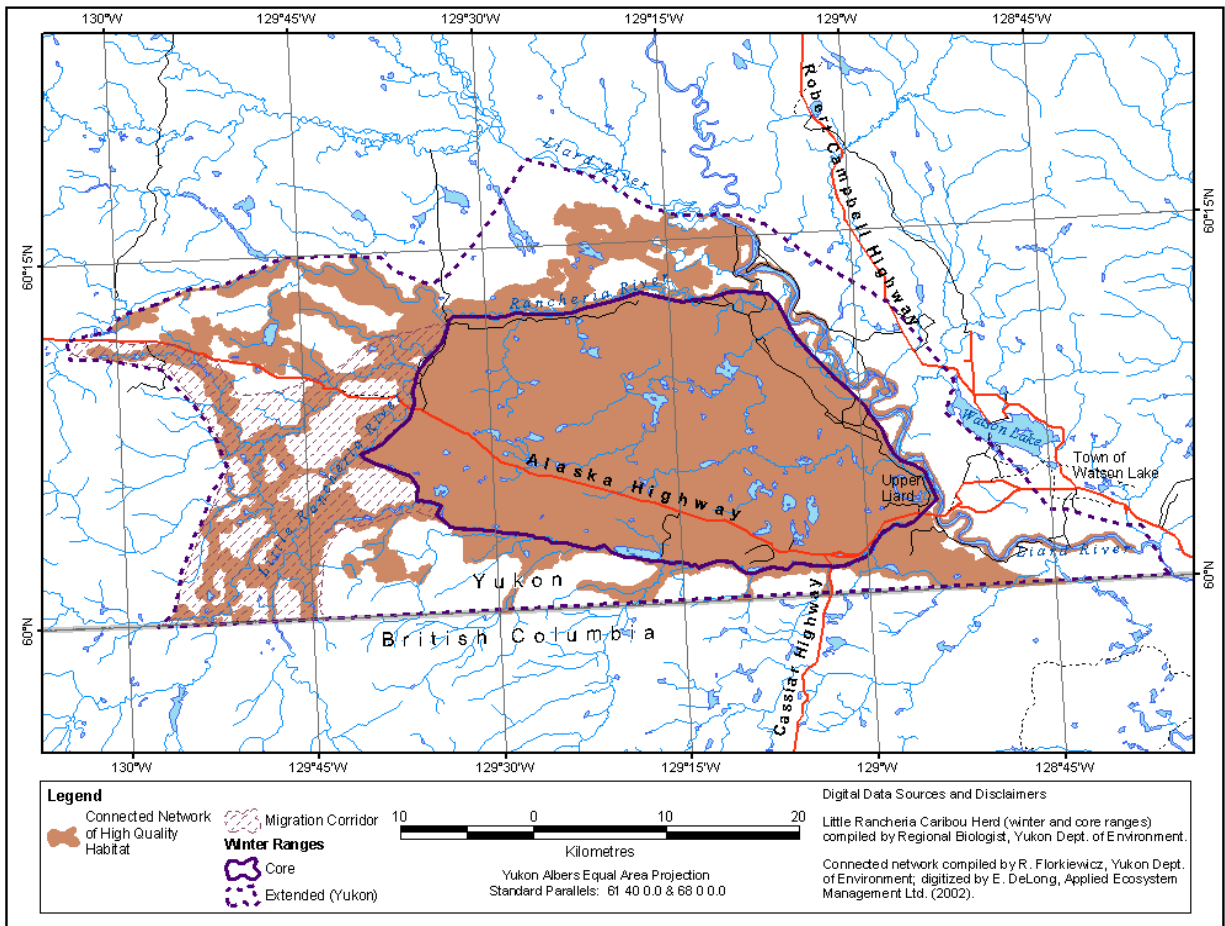 130°W 129°45'W 129°30'W 129°15'W 129°W 128°45'W
Robert Campbell Highway
Liard River
60°15'N
60°15'N
Rancheria River
Watson Lake
Town of
Watson Lake
Alaska Highway
Upper
Liard
Little Rancheria River
Liard River
Yukon
60°N
60°N
British Columbia
Cassiar Highway
130°W 129°45'W 129°30'W 129°15'W 129°W 128°45'W
Legend
Connected Network
of High Quality
Habitat
Migration Corridor
Winter Ranges
Core
Extended (Yukon)
10 0 10 20
Kilometres
Yukon Albers Equal Area Projection
Standard Parallels: 61 40 0.0 & 68 0 0.0
Digital Data Sources and Disclaimers
Little Rancheria Caribou Herd (winter and core ranges)
compiled by Regional Biologist, Yukon Dept. of Environment.
Connected network compiled by R. Florkiewicz, Yukon Dept.
of Environment; digitized by E. DeLong, Applied Ecosystem
Management Ltd. (2002).